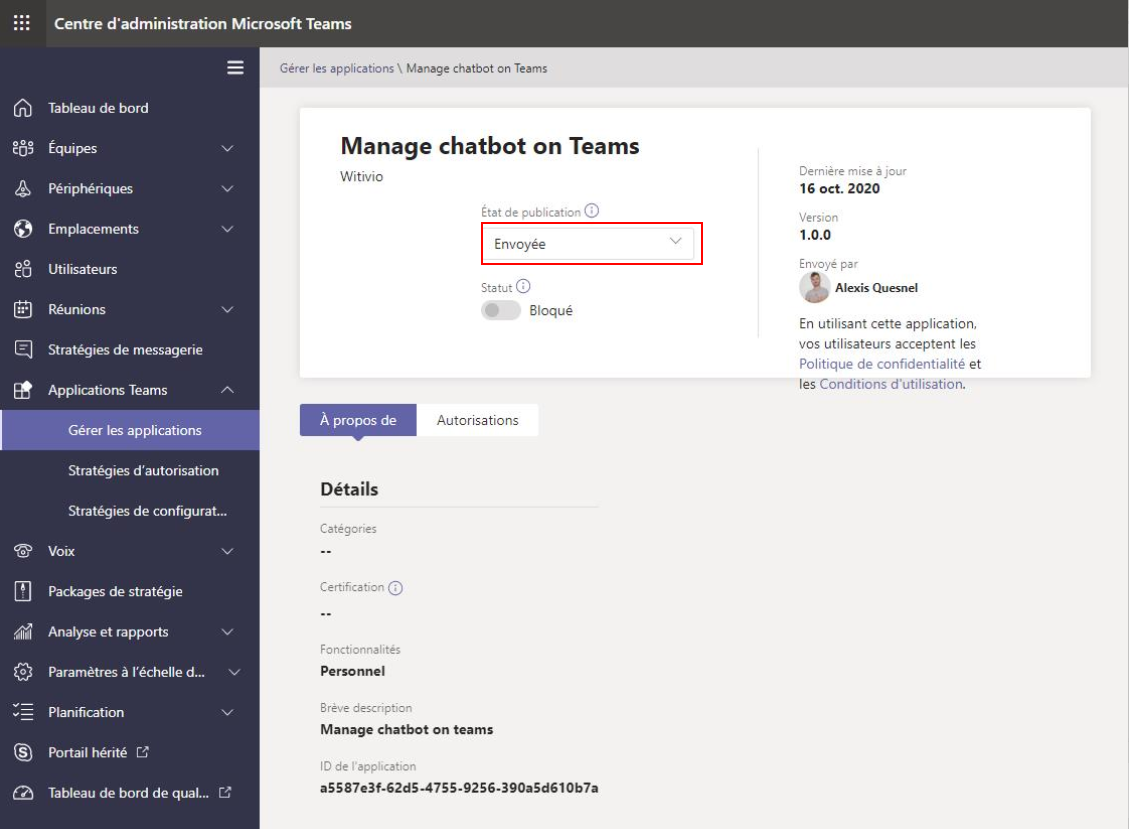 Centre d'administration Microsoft Teams
Gérer les applications \ Manage chatbot on Teams
Tableau de bord
Équipes
Périphériques
Emplacements
Utilisateurs
Réunions
Stratégies de messagerie
Applications Teams
Gérer les applications
Stratégies d'autorisation
Stratégies de configurat...
Voix
Packages de stratégie
Analyse et rapports
Paramètres à l'échelle d...
Planification
Portail hérité
Tableau de bord de qual...
Manage chatbot on Teams
Witivio
État de publication
Envoyée
Statut
Bloqué
Dernière mise à jour
16 oct. 2020
Version
1.0.0
Envoyé par
Alexis Quesnel
En utilisant cette application,
vos utilisateurs acceptent les
Politique de confidentialité et
les Conditions d'utilisation.
À propos de
Autorisations
Détails
Catégories
--
Certification
--
Fonctionnalités
Personnel
Brève description
Manage chatbot on teams
ID de l'application
a5587e3f-62d5-4755-9256-390a5d610b7a